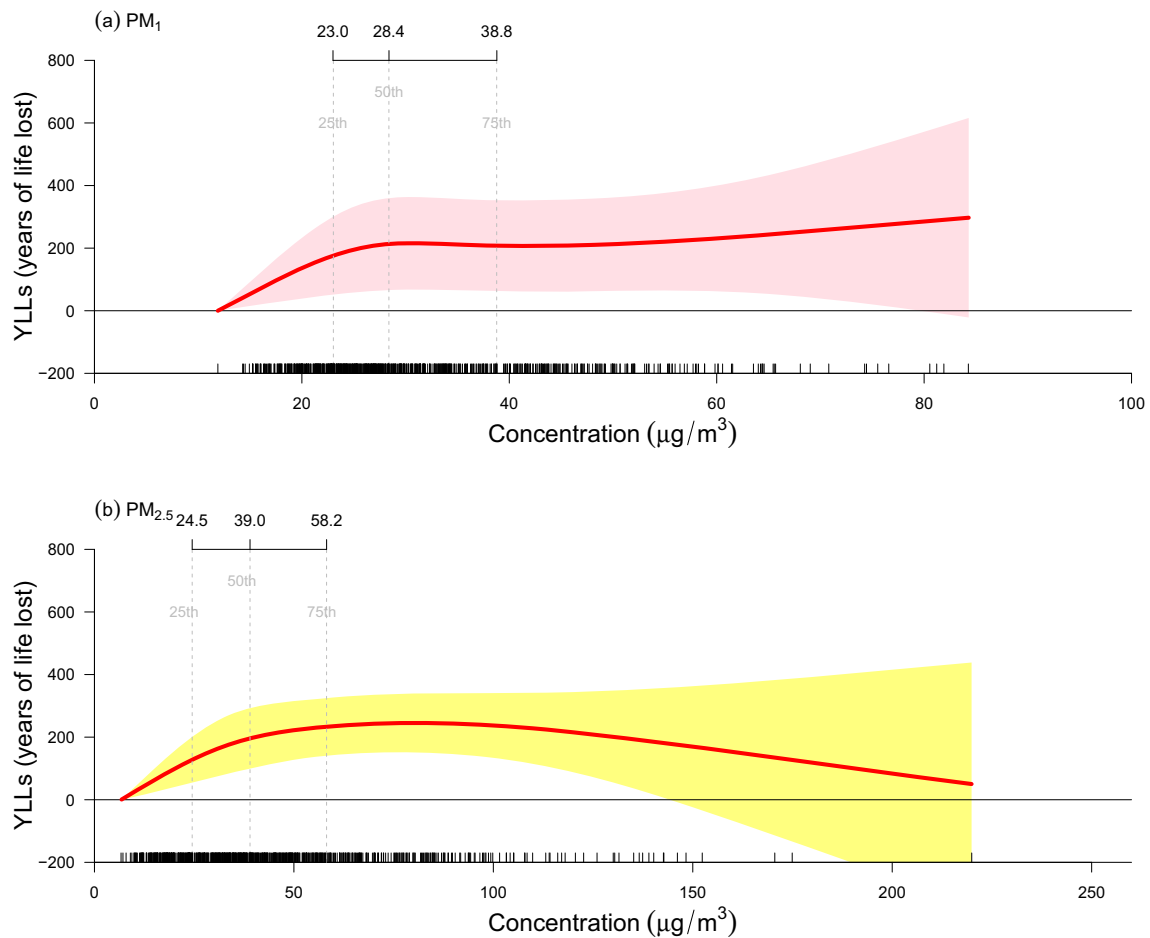 (a) PM1
23.0 28.4 38.8
50th
25th 75th
800
600
400
200
0
−200
YLLs (years of life lost)
0 20 40 60 80 100
Concentration (μg/m3)
(b) PM2.5
24.5 39.0 58.2
50th
25th 75th
800
600
400
200
0
−200
YLLs (years of life lost)
0 50 100 150 200 250
Concentration (μg/m3)